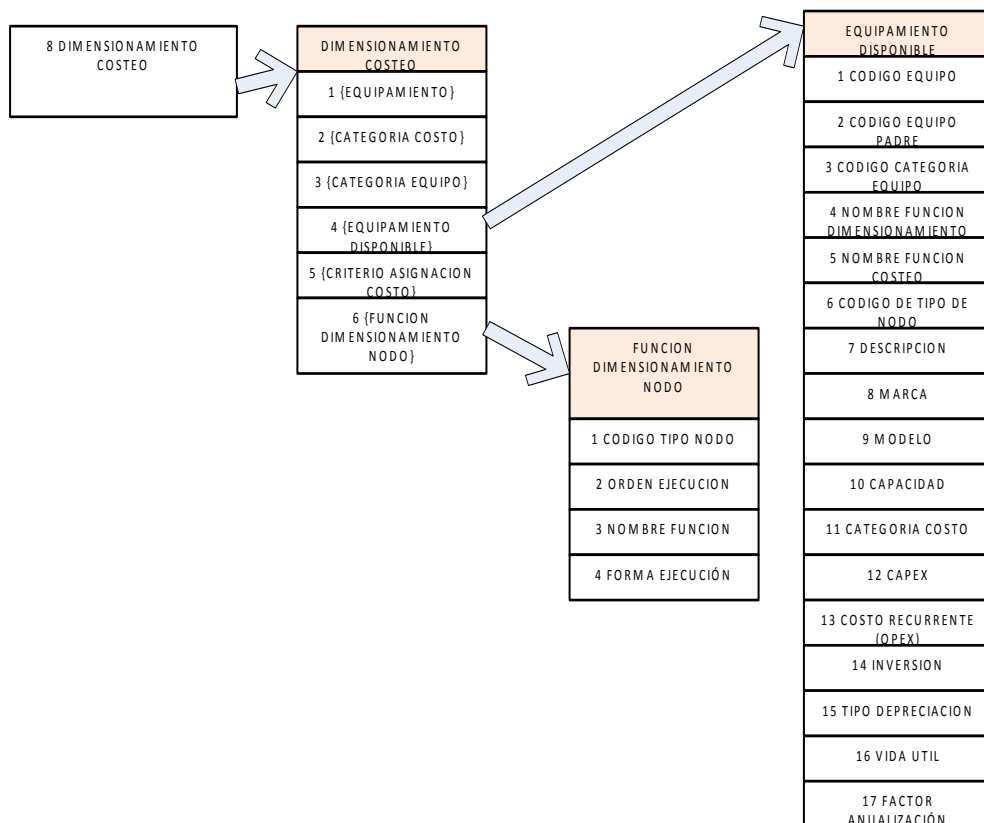 8 DIMENSIONAMIENTO
COSTEO
DIMENSIONAMIENTO
COSTEO
1 {EQUIPAMIENTO}
2 {CATEGORIA COSTO}
3 {CATEGORIA EQUIPO}
4 {EQUIPAMIENTO
DISPONIBLE}
5 {CRITERIO ASIGNACION
COSTO}
6 {FUNCION
DIMENSIONAMIENTO
NODO}
FUNCION
DIMENSIONAMIENTO
NODO
1 CODIGO TIPO NODO
2 ORDEN EJECUCION
3 NOMBRE FUNCION
4 FORMA EJECUCIÓN
EQUIPAMIENTO
DISPONIBLE
1 CODIGO EQUIPO
2 CODIGO EQUIPO
PADRE
3 CODIGO CATEGORIA
EQUIPO
4 NOMBRE FUNCION
DIMENSIONAMIENTO
5 NOMBRE FUNCION
COSTEO
6 CODIGO DE TIPO DE
NODO
7 DESCRIPCION
8 MARCA
9 MODELO
10 CAPACIDAD
11 CATEGORIA COSTO
12 CAPEX
13 COSTO RECURRENTE
(OPEX)
14 INVERSION
15 TIPO DEPRECIACION
16 VIDA UTIL
17 FACTOR
ANUALIZACIÓN